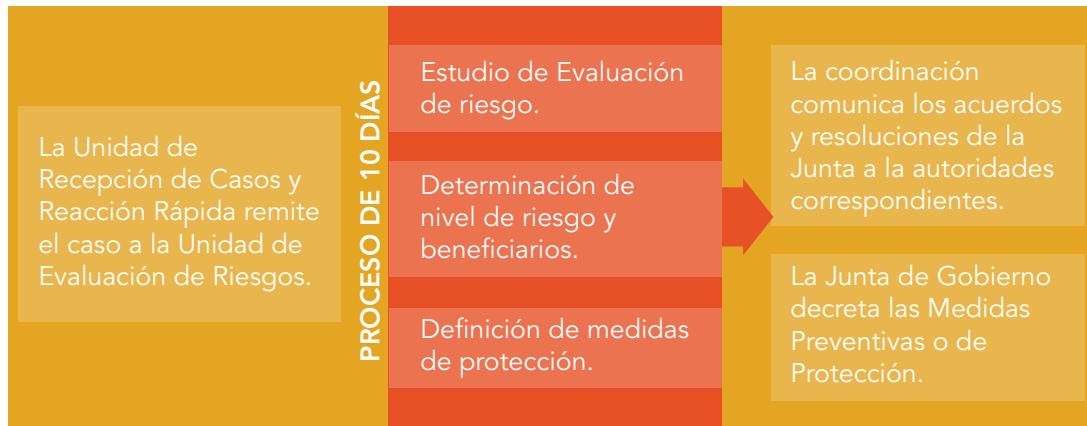 La Unidad de
Recepción de Casos y
Reacción Rápida remite
el caso a la Unidad de
Evaluación de Riesgos.
PROCESO DE 10 DÍAS
Estudio de Evaluación
de riesgo.
Determinación de
nivel de riesgo y
beneficiarios.
Definición de medidas
de protección.
La coordinación
comunica los acuerdos
y resoluciones de la
Junta a la autoridades
correspondientes.
La Junta de Gobierno
decreta las Medidas
Preventivas o de
Protección.